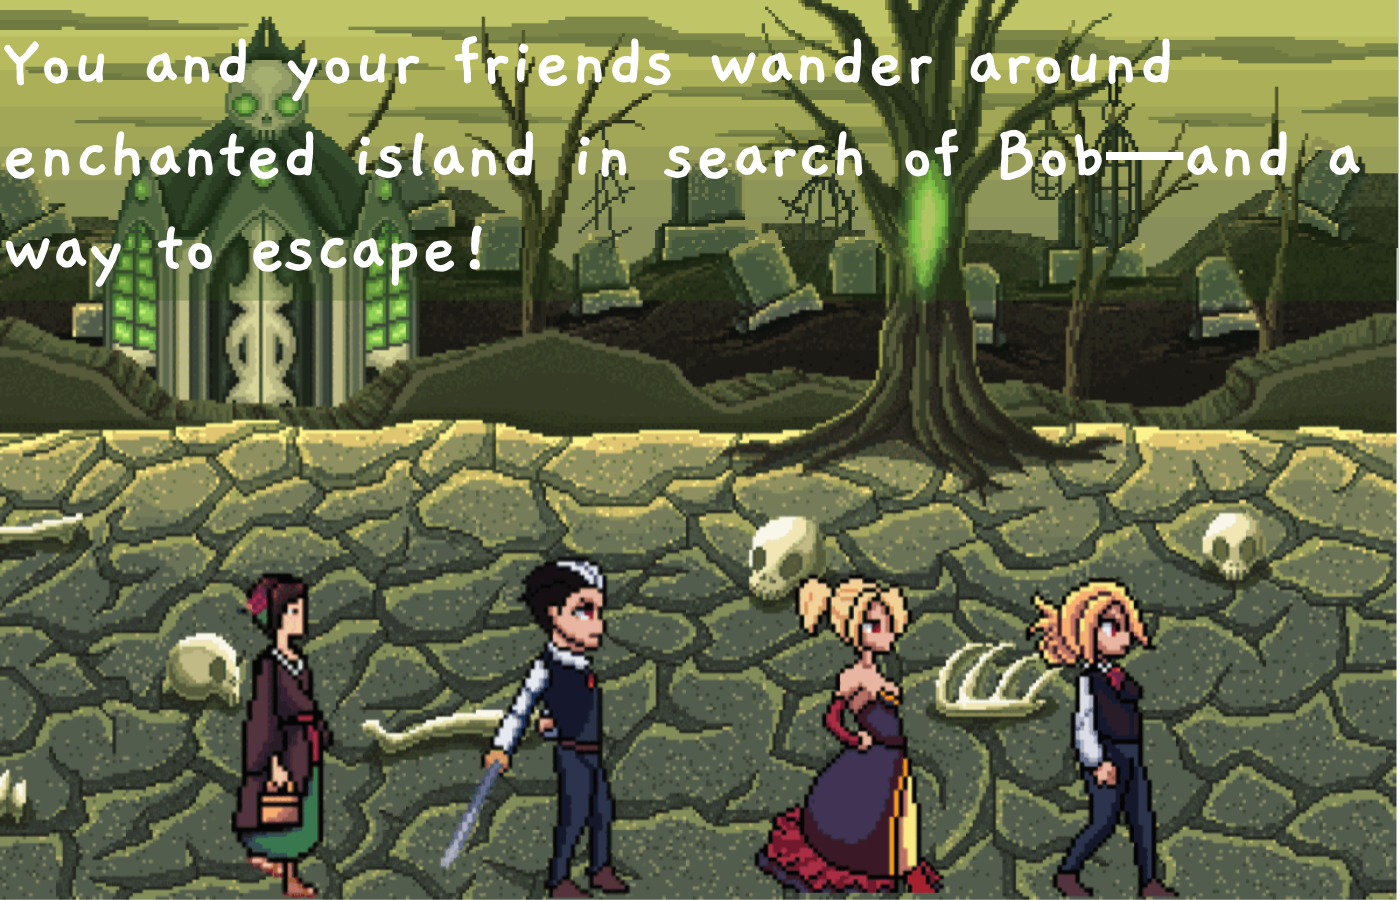 You and your friends wander around
enchanted island in search of Bob—and a
way to escape!